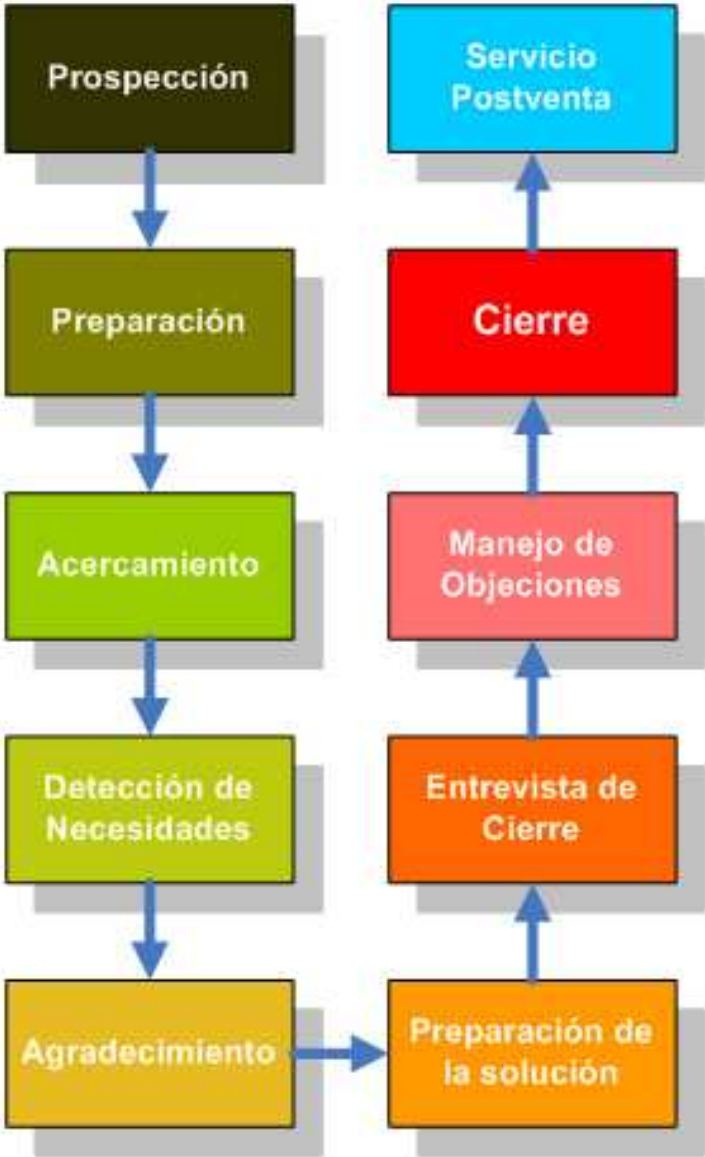 Prospección
Preparación
Acercamiento
Detección de
Necesidades
Agradecimiento
Preparación de
la solución
Entrevista de
Cierre
Manejo de
Objeciones
Cierre
Servicio
Postventa